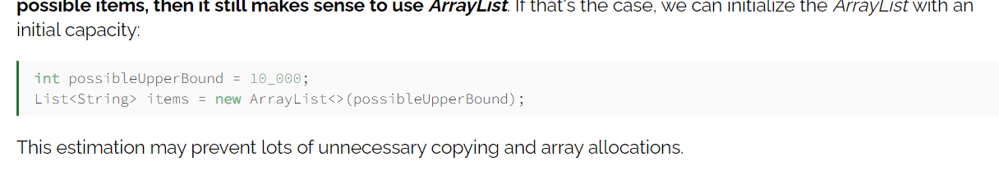 possible items, then it still makes sense to use ArrayList. If that's the case, we can initialize the ArrayList with an
initial capacity:
int possibleUpperBound = 10_000;
List<String> items = new ArrayList<>(possibleUpperBound);
This estimation may prevent lots of unnecessary copying and array allocations.